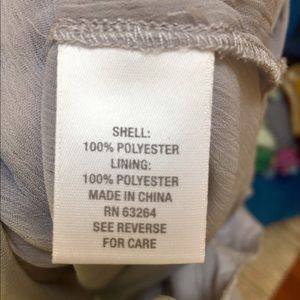 SHELL:
100% POLYESTER
LINING:
100% POLYESTER
MADE IN CHINA
RN 63264
SEE REVERSE
FOR CARE